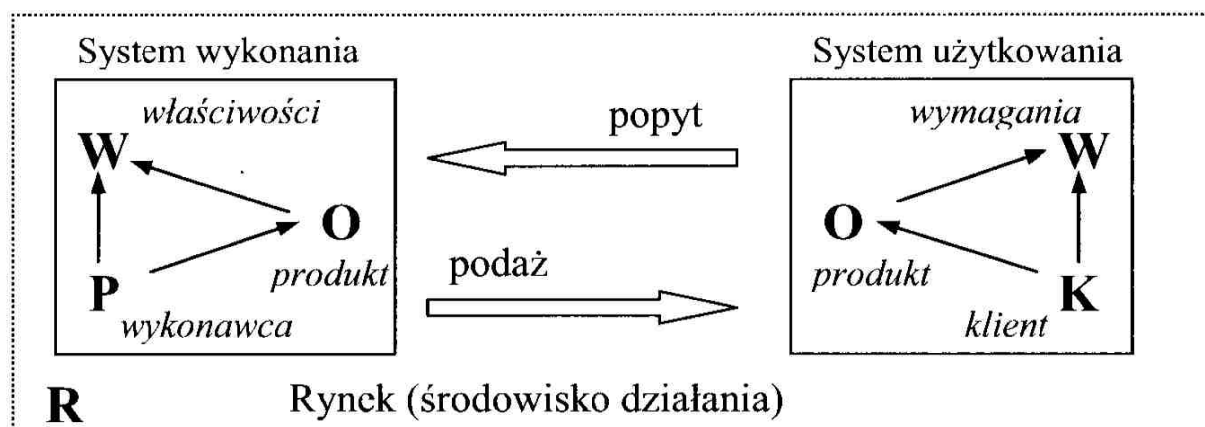 System wykonania
System użytkowania
właściwości
W
O
produkt
P
wykonawca
popyt
podaż
wymagania
W
O
produkt
K
klient
R
Rynek (środowisko działania)